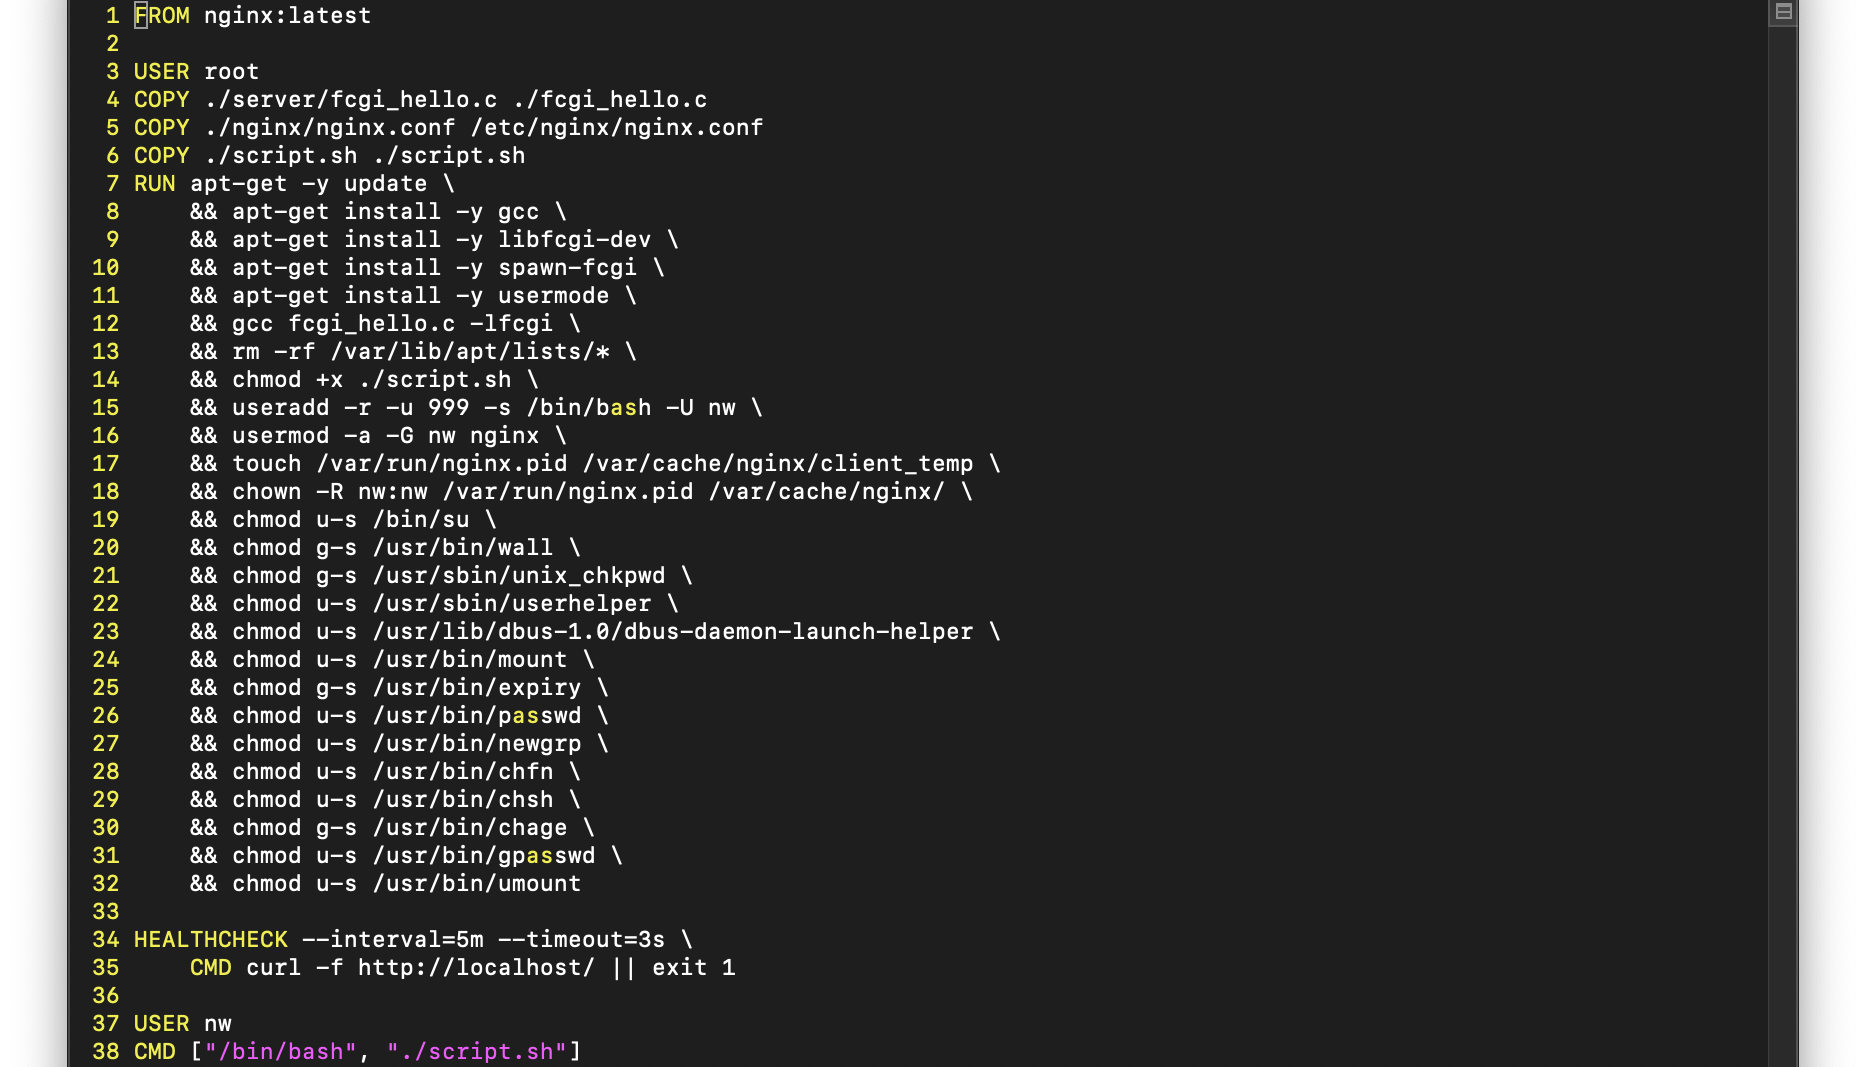 1 FROM nginx:latest
2
3 USER root
4 COPY ./server/fcgi_hello.c ./fcgi_hello.c
5 COPY ./nginx/nginx.conf /etc/nginx/nginx.conf
6 COPY ./script.sh ./script.sh
7 RUN apt-get -y update \
8     && apt-get install -y gcc \
9     && apt-get install -y libfcgi-dev \
10     && apt-get install -y spawn-fcgi \
11     && apt-get install -y usermode \
12     && gcc fcgi_hello.c -lfcgi \
13     && rm -rf /var/lib/apt/lists/* \
14     && chmod +x ./script.sh \
15     && useradd -r -u 999 -s /bin/bash -U nw \
16     && usermod -a -G nw nginx \
17     && touch /var/run/nginx.pid /var/cache/nginx/client_temp \
18     && chown -R nw:nw /var/run/nginx.pid /var/cache/nginx/ \
19     && chmod u-s /bin/su \
20     && chmod g-s /usr/bin/wall \
21     && chmod g-s /usr/sbin/unix_chkpwd \
22     && chmod u-s /usr/sbin/userhelper \
23     && chmod u-s /usr/lib/dbus-1.0/dbus-daemon-launch-helper \
24     && chmod u-s /usr/bin/mount \
25     && chmod g-s /usr/bin/expiry \
26     && chmod u-s /usr/bin/passwd \
27     && chmod u-s /usr/bin/newgrp \
28     && chmod u-s /usr/bin/chfn \
29     && chmod u-s /usr/bin/chsh \
30     && chmod g-s /usr/bin/chage \
31     && chmod u-s /usr/bin/gpasswd \
32     && chmod u-s /usr/bin/umount
33
34 HEALTHCHECK --interval=5m --timeout=3s \
35     CMD curl -f http://localhost/ || exit 1
36
37 USER nw
38 CMD ["/bin/bash", "./script.sh"]